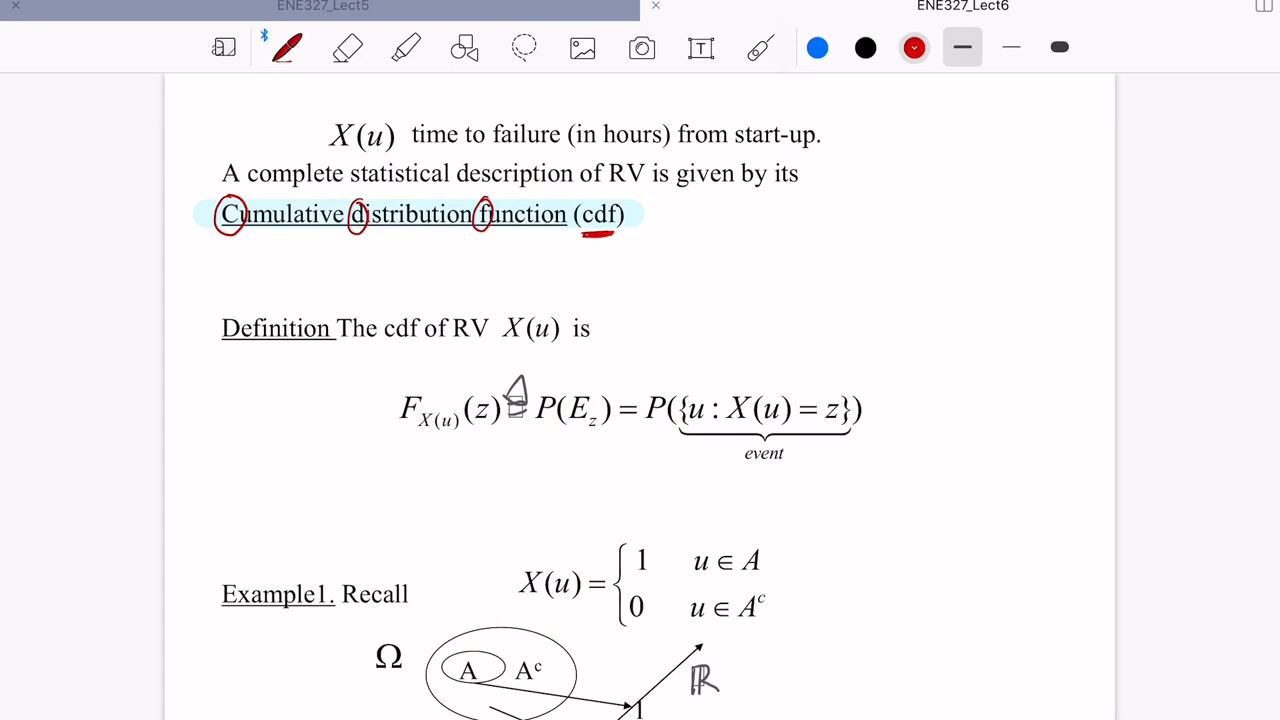 ENE327_Lect5 ENE327_Lect6
X(u) time to failure (in hours) from start-up.
A complete statistical description of RV is given by its
Cumulative distribution function (cdf)
Definition The cdf of RV X(u) is
F_{X(u)}(z) ≜ P(E_z) = P({u : X(u) = z})
event
Example1. Recall X(u) = { 1 u ∈ A
0 u ∈ A^c
Ω A A^c ℝ
1